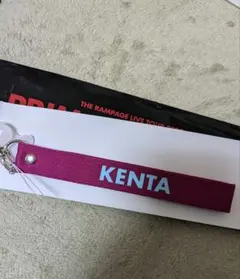 THE RAMPAGE LIVE TOUR
KENTA